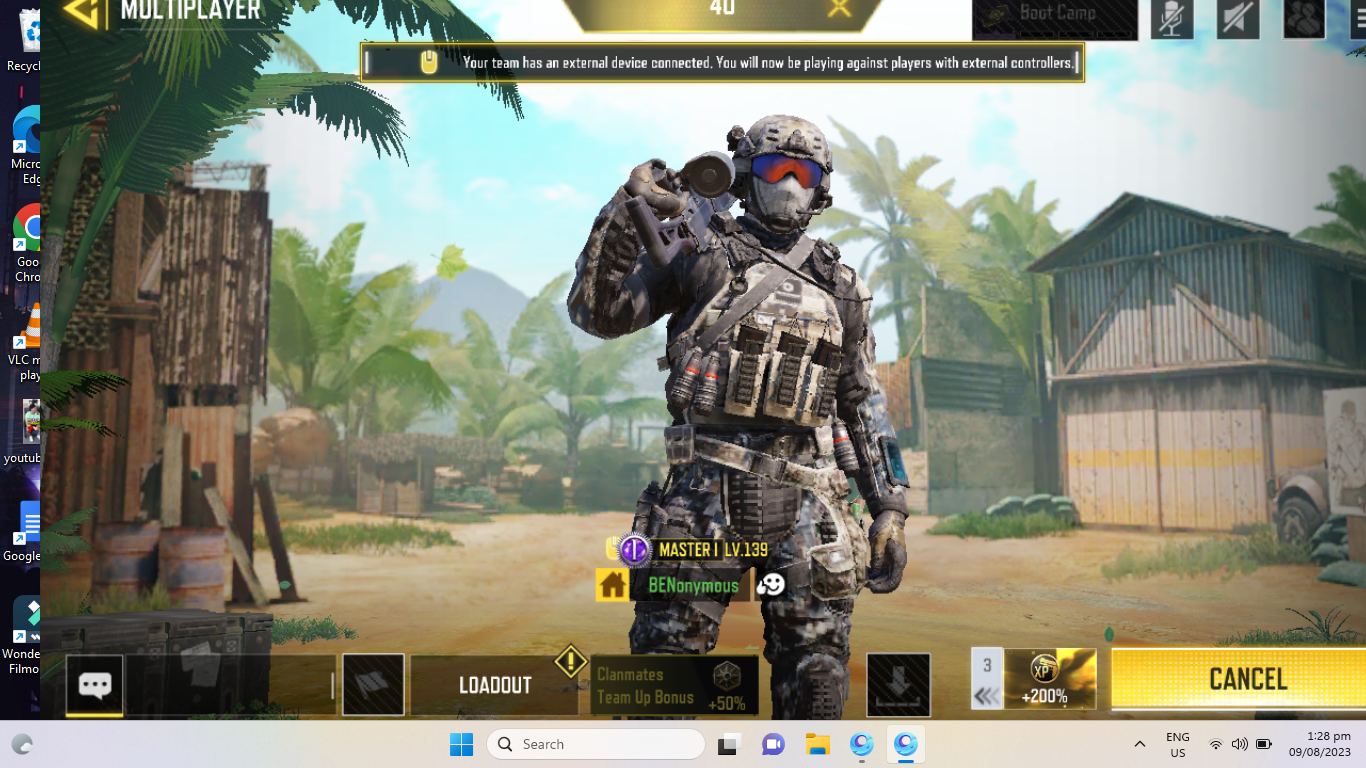 MULTIPLAYER
40
Boot Camp
Your team has an external device connected. You will now be playing against players with external controllers.
Recycl
Micro
Edg
Goo
Chro
VLC m
play
youtub
Google
Wonde
Filmo
MASTER I LV.139
BENonymous
LOADOUT
Clanmates
Team Up Bonus +50%
3
XP
+200%
CANCEL
Search
ENG
US
1:28 pm
09/08/2023